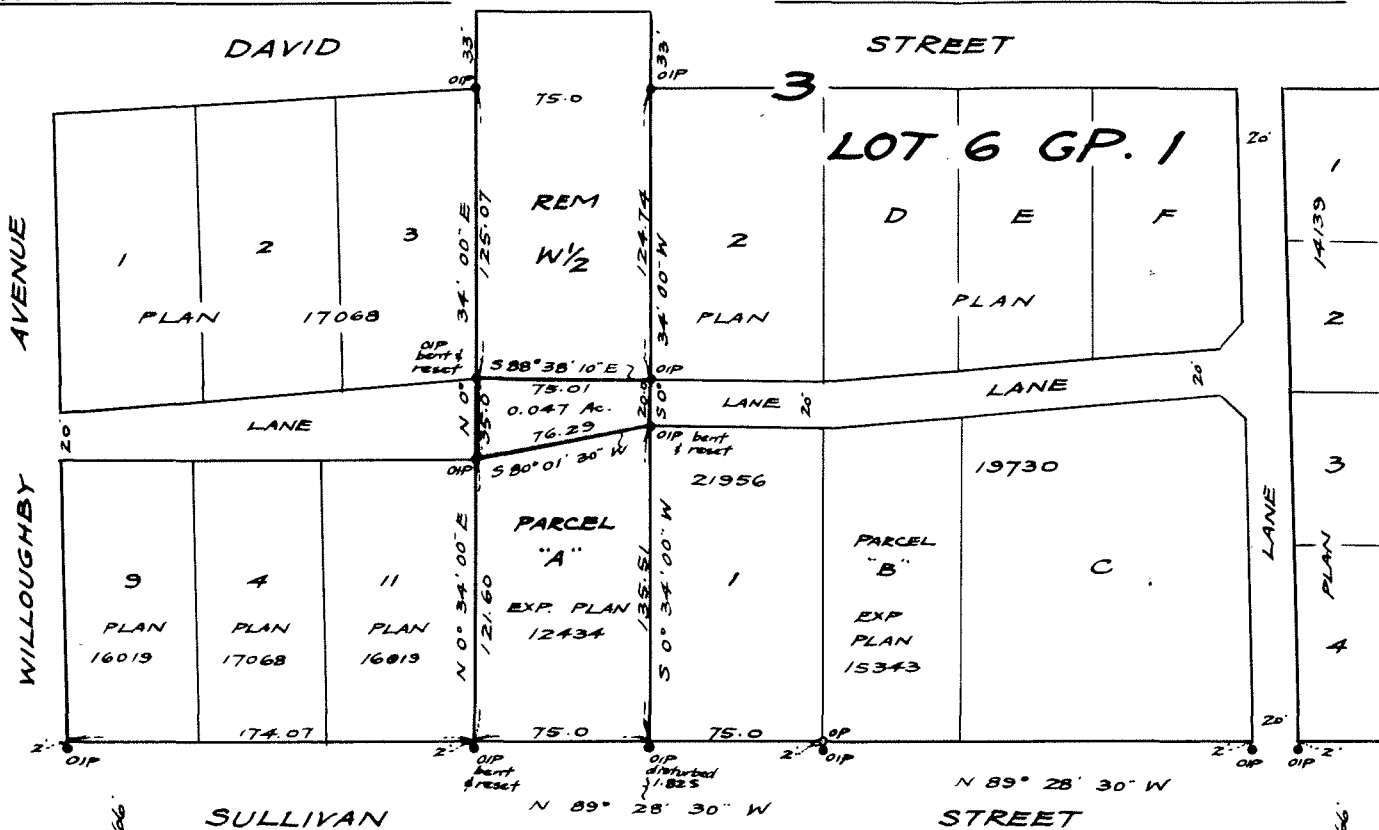 DAVID
STREET
33'
33'
OIP
OIP
75.0
3
LOT 6 GP. 1
20'
AVENUE
1
2
3
PLAN 17068
34' 00" E
125.07
REM
W½
124.74
34' 00" W
2
PLAN
D
E
F
PLAN
1
14139
2
OIP
bent &
reset
S 88° 38' 10" E
OIP
75.01
0.047 Ac.
76.29
S 80° 01' 30" W
N 0°
35.0
20.0
S 0°
LANE
20'
LANE
20'
LANE
20'
OIP
OIP bent
& reset
21956
19730
WILLOUGHBY
9
PLAN
16019
4
PLAN
17068
11
PLAN
16019
N 0° 34' 00" E
121.60
PARCEL
"A"
EXP. PLAN
12434
135.51
S 0° 34' 00" W
1
PARCEL
"B"
EXP
PLAN
15343
C
LANE
3
PLAN
4
20'
174.07
75.0
75.0
2'
OIP
2'
OIP
bent
& reset
OIP
disturbed
1.825
2'
OP
OIP
2'
OIP
OIP
2'
N 89° 28' 30" W
N 89° 28' 30" W
66'
SULLIVAN
STREET
66'